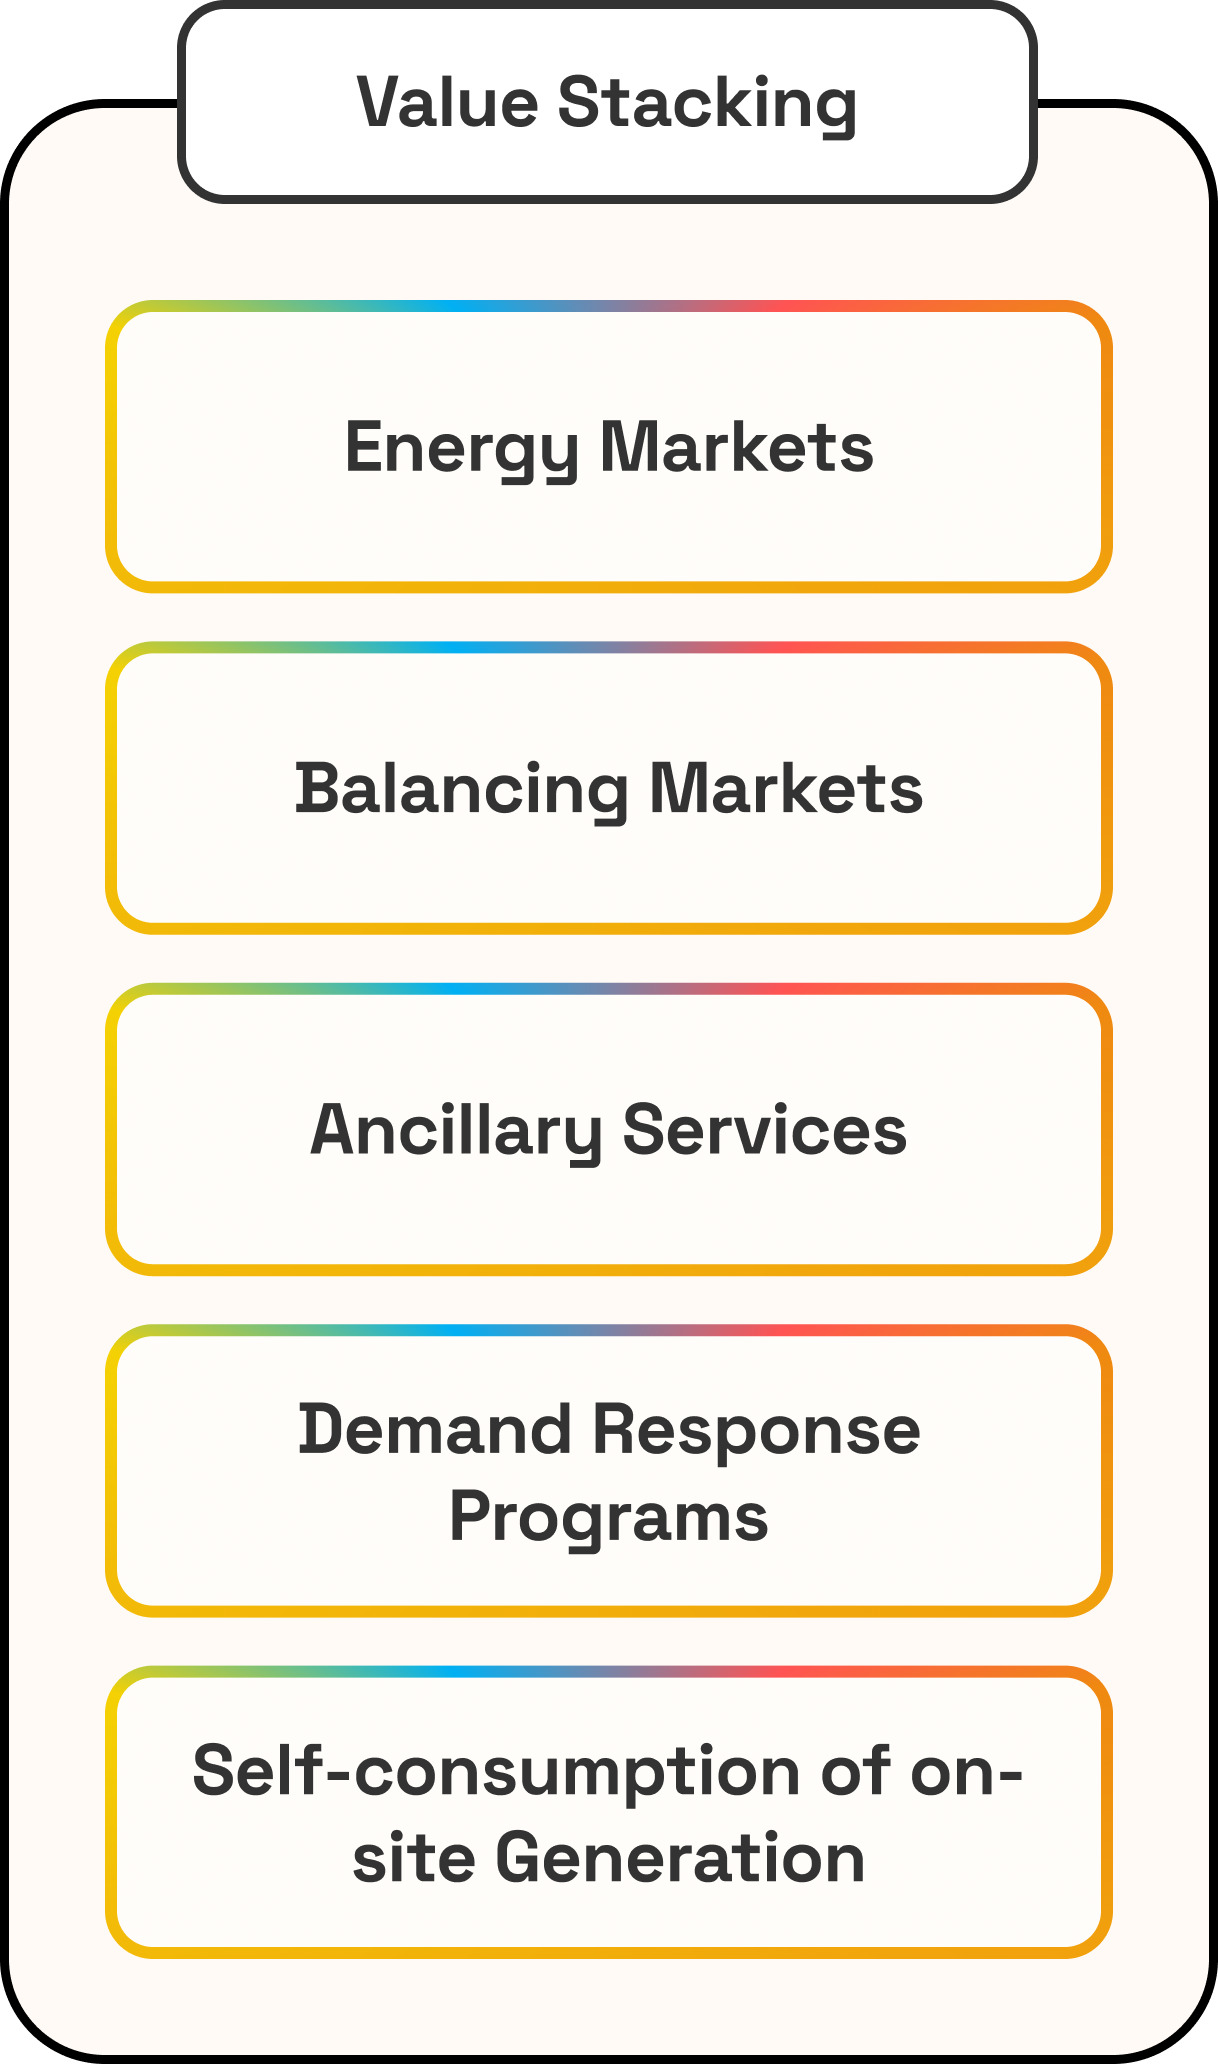 Value Stacking
Energy Markets
Balancing Markets
Ancillary Services
Demand Response
Programs
Self-consumption of on-
site Generation